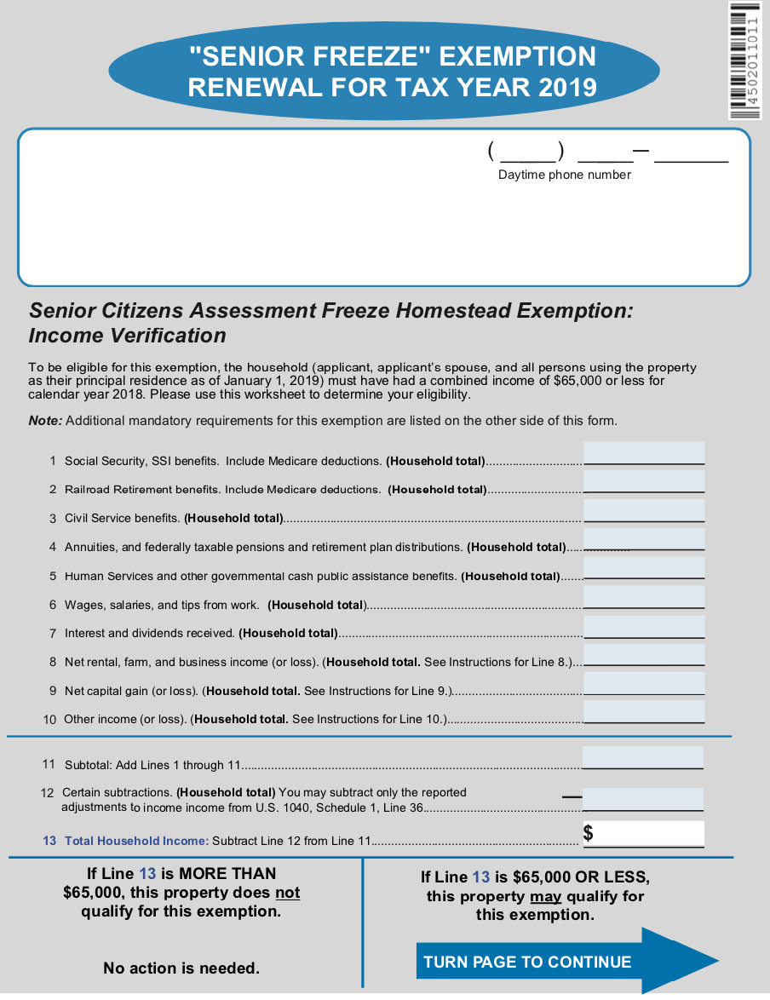 "SENIOR FREEZE" EXEMPTION
RENEWAL FOR TAX YEAR 2019
4502011011
( ____ ) ____ – ______
Daytime phone number
Senior Citizens Assessment Freeze Homestead Exemption:
Income Verification
To be eligible for this exemption, the household (applicant, applicant's spouse, and all persons using the property
as their principal residence as of January 1, 2019) must have had a combined income of $65,000 or less for
calendar year 2018. Please use this worksheet to determine your eligibility.
Note: Additional mandatory requirements for this exemption are listed on the other side of this form.
1 Social Security, SSI benefits. Include Medicare deductions. (Household total)
2 Railroad Retirement benefits. Include Medicare deductions. (Household total)
3 Civil Service benefits. (Household total)
4 Annuities, and federally taxable pensions and retirement plan distributions. (Household total)
5 Human Services and other governmental cash public assistance benefits. (Household total)
6 Wages, salaries, and tips from work. (Household total)
7 Interest and dividends received. (Household total)
8 Net rental, farm, and business income (or loss). (Household total. See Instructions for Line 8.)
9 Net capital gain (or loss). (Household total. See Instructions for Line 9.)
10 Other income (or loss). (Household total. See Instructions for Line 10.)
11 Subtotal: Add Lines 1 through 11
12 Certain subtractions. (Household total) You may subtract only the reported
adjustments to income income from U.S. 1040, Schedule 1, Line 36. —
13 Total Household Income: Subtract Line 12 from Line 11 $
If Line 13 is MORE THAN
$65,000, this property does not
qualify for this exemption.
No action is needed.
If Line 13 is $65,000 OR LESS,
this property may qualify for
this exemption.
TURN PAGE TO CONTINUE